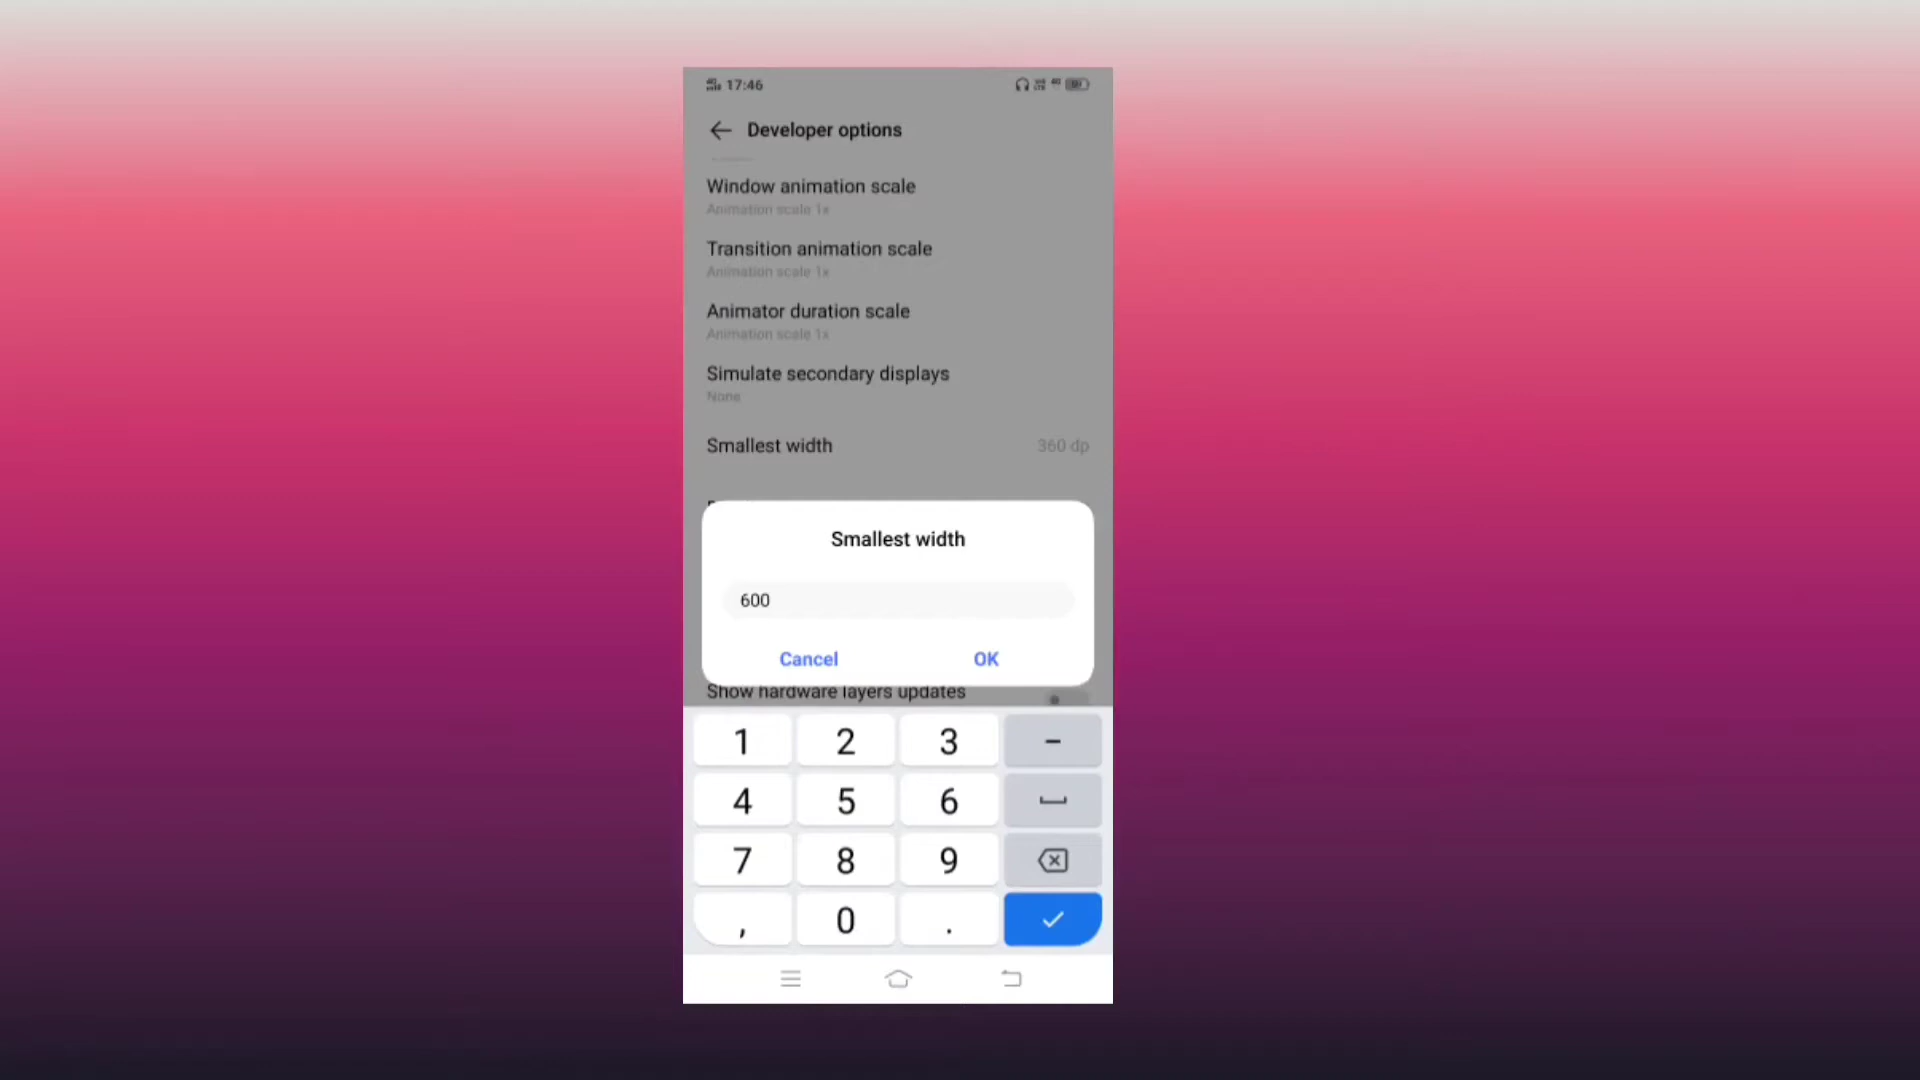 17:46
Developer options
Window animation scale
Animation scale 1x
Transition animation scale
Animation scale 1x
Animator duration scale
Animation scale 1x
Simulate secondary displays
None
Smallest width 360 dp
Smallest width
600
Cancel OK
Show hardware layers updates
1 2 3 –
4 5 6
7 8 9
, 0 .